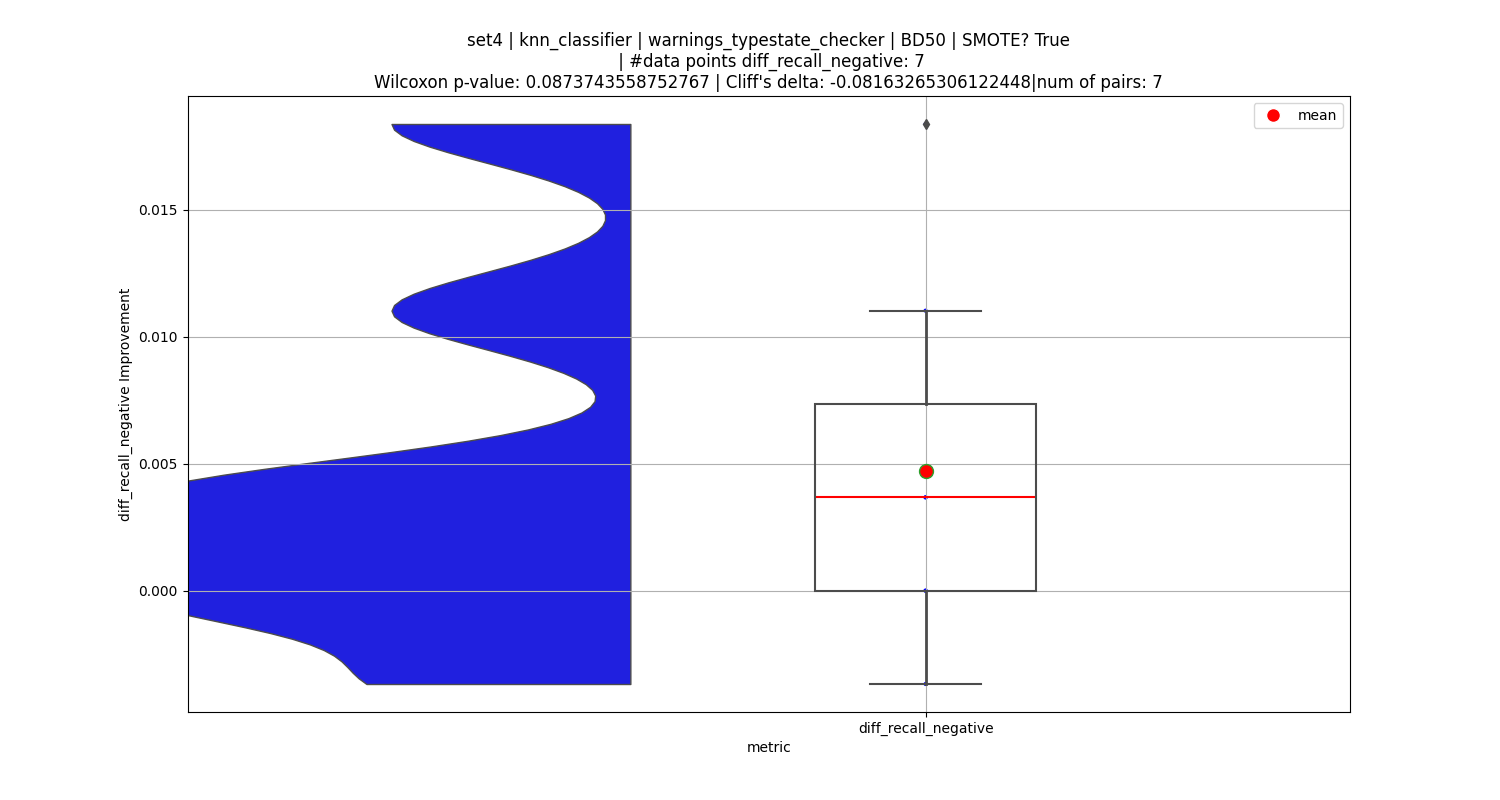 set4 | knn_classifier | warnings_typestate_checker | BD50 | SMOTE? True
| #data points diff_recall_negative: 7
Wilcoxon p-value: 0.0873743558752767 | Cliff's delta: -0.08163265306122448|num of pairs: 7
mean
0.015
0.010
0.005
0.000
diff_recall_negative Improvement
diff_recall_negative
metric